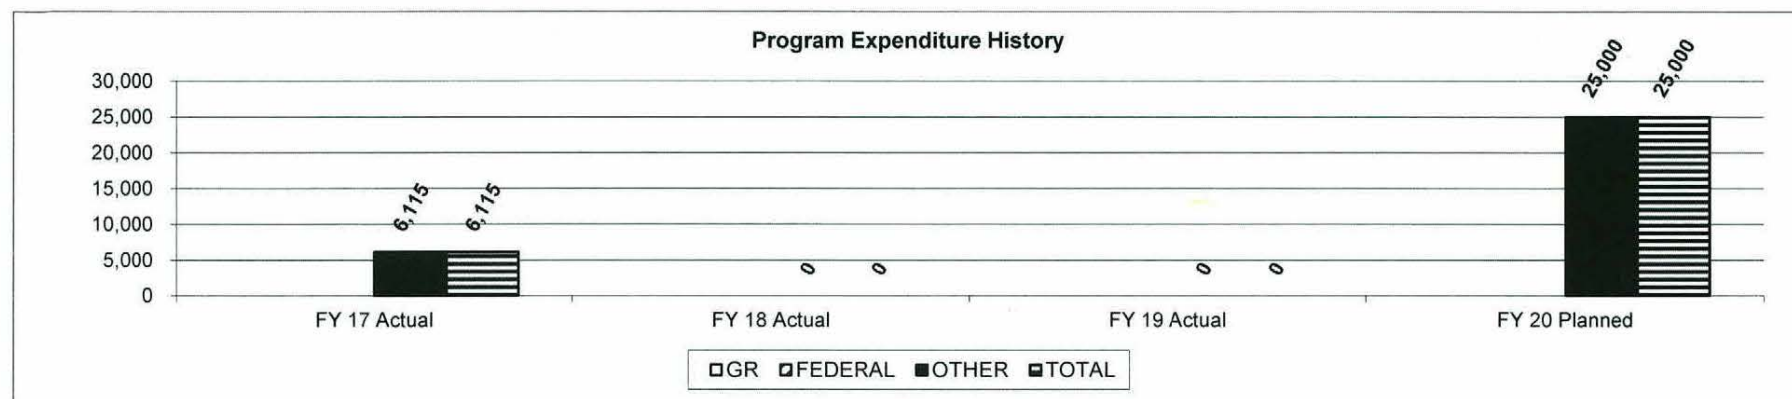 Program Expenditure History
30,000
25,000
20,000
15,000
10,000
5,000
0
6,115
6,115
0
0
0
0
25,000
25,000
FY 17 Actual
FY 18 Actual
FY 19 Actual
FY 20 Planned
GR FEDERAL OTHER TOTAL